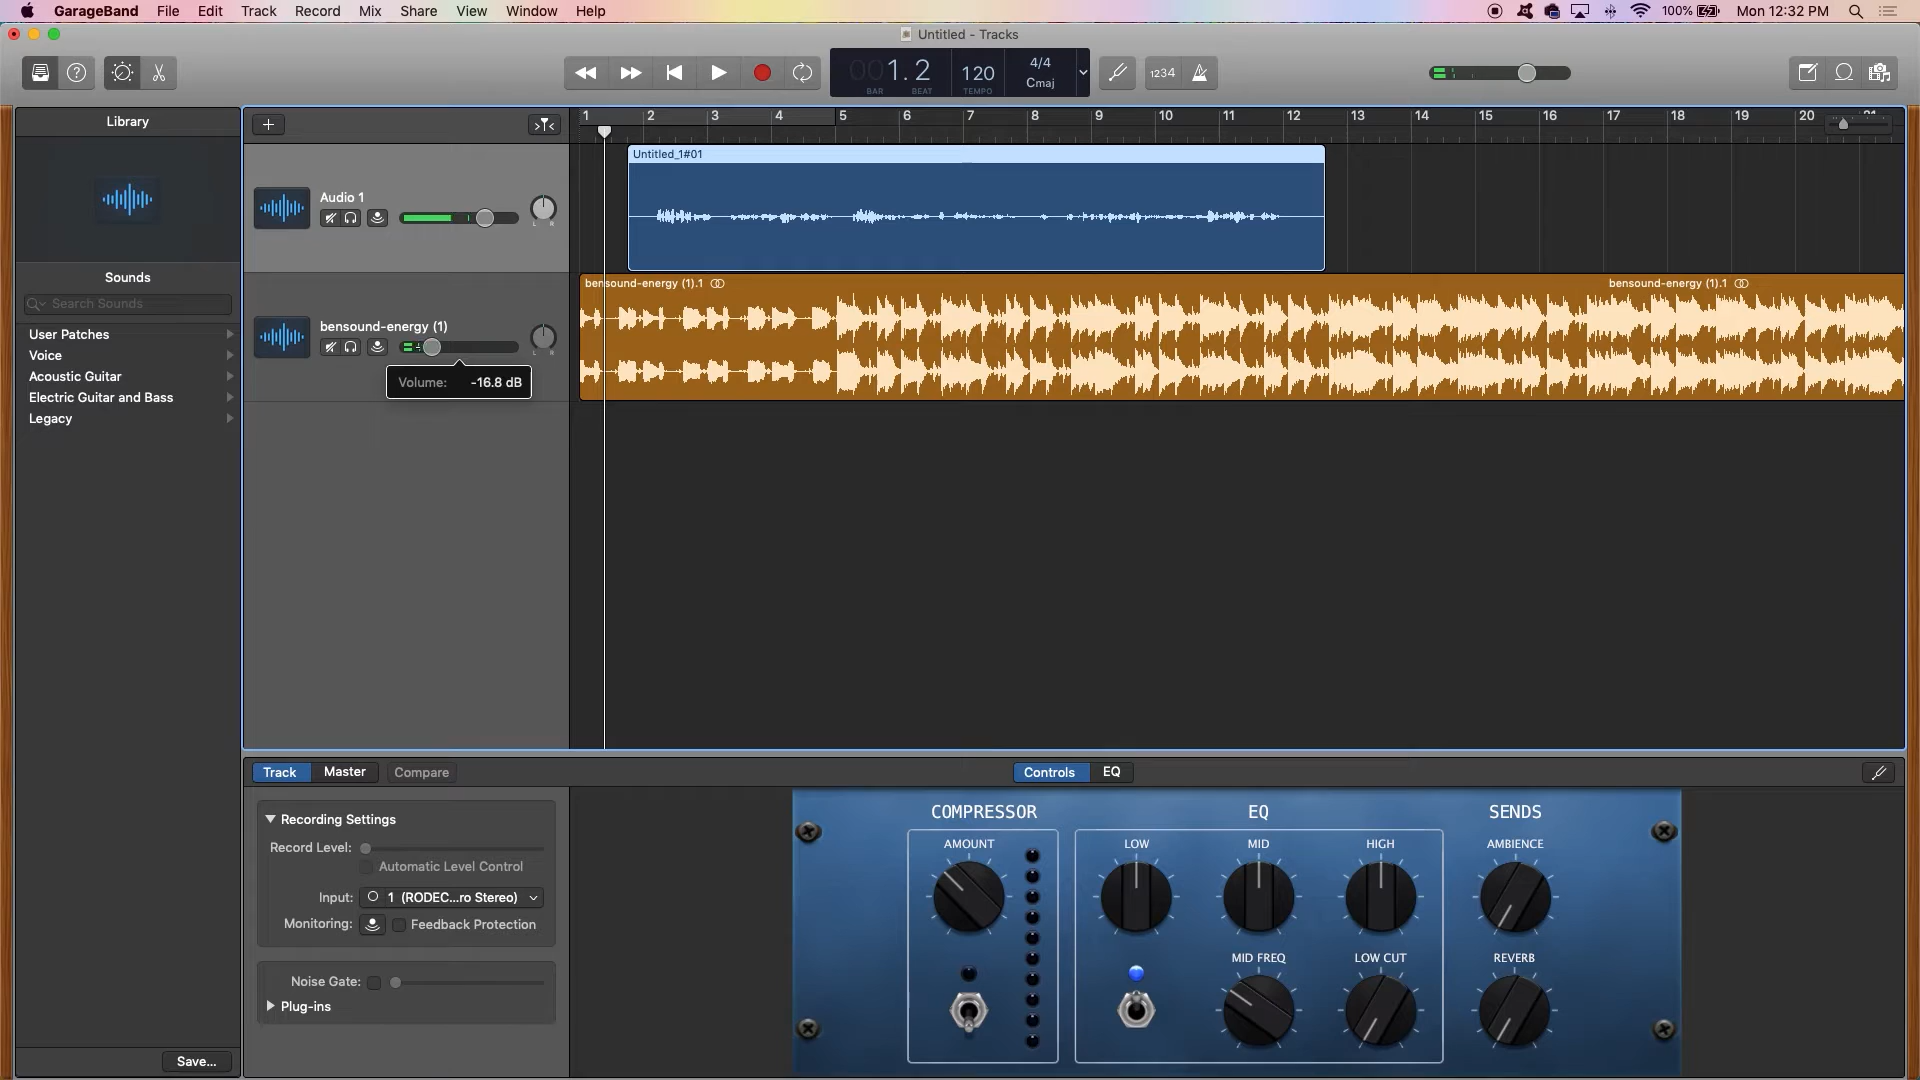 GarageBand File Edit Track Record Mix Share View Window Help
100% Mon 12:32 PM
Untitled - Tracks
001.2 120 4/4
Cmaj
BAR BEAT TEMPO
1234
Library
Sounds
Search Sounds
User Patches
Voice
Acoustic Guitar
Electric Guitar and Bass
Legacy
Save...
1 2 3 4 5 6 7 8 9 10 11 12 13 14 15 16 17 18 19 20 21
Audio 1
L R
Untitled_1#01
bensound-energy (1)
L R
Volume: -16.8 dB
bensound-energy (1).1
bensound-energy (1).1
Track Master Compare
Controls EQ
Recording Settings
Record Level:
Automatic Level Control
Input: 1 (RODEC...ro Stereo)
Monitoring: Feedback Protection
Noise Gate:
Plug-ins
COMPRESSOR EQ SENDS
AMOUNT LOW MID HIGH AMBIENCE
MID FREQ LOW CUT REVERB